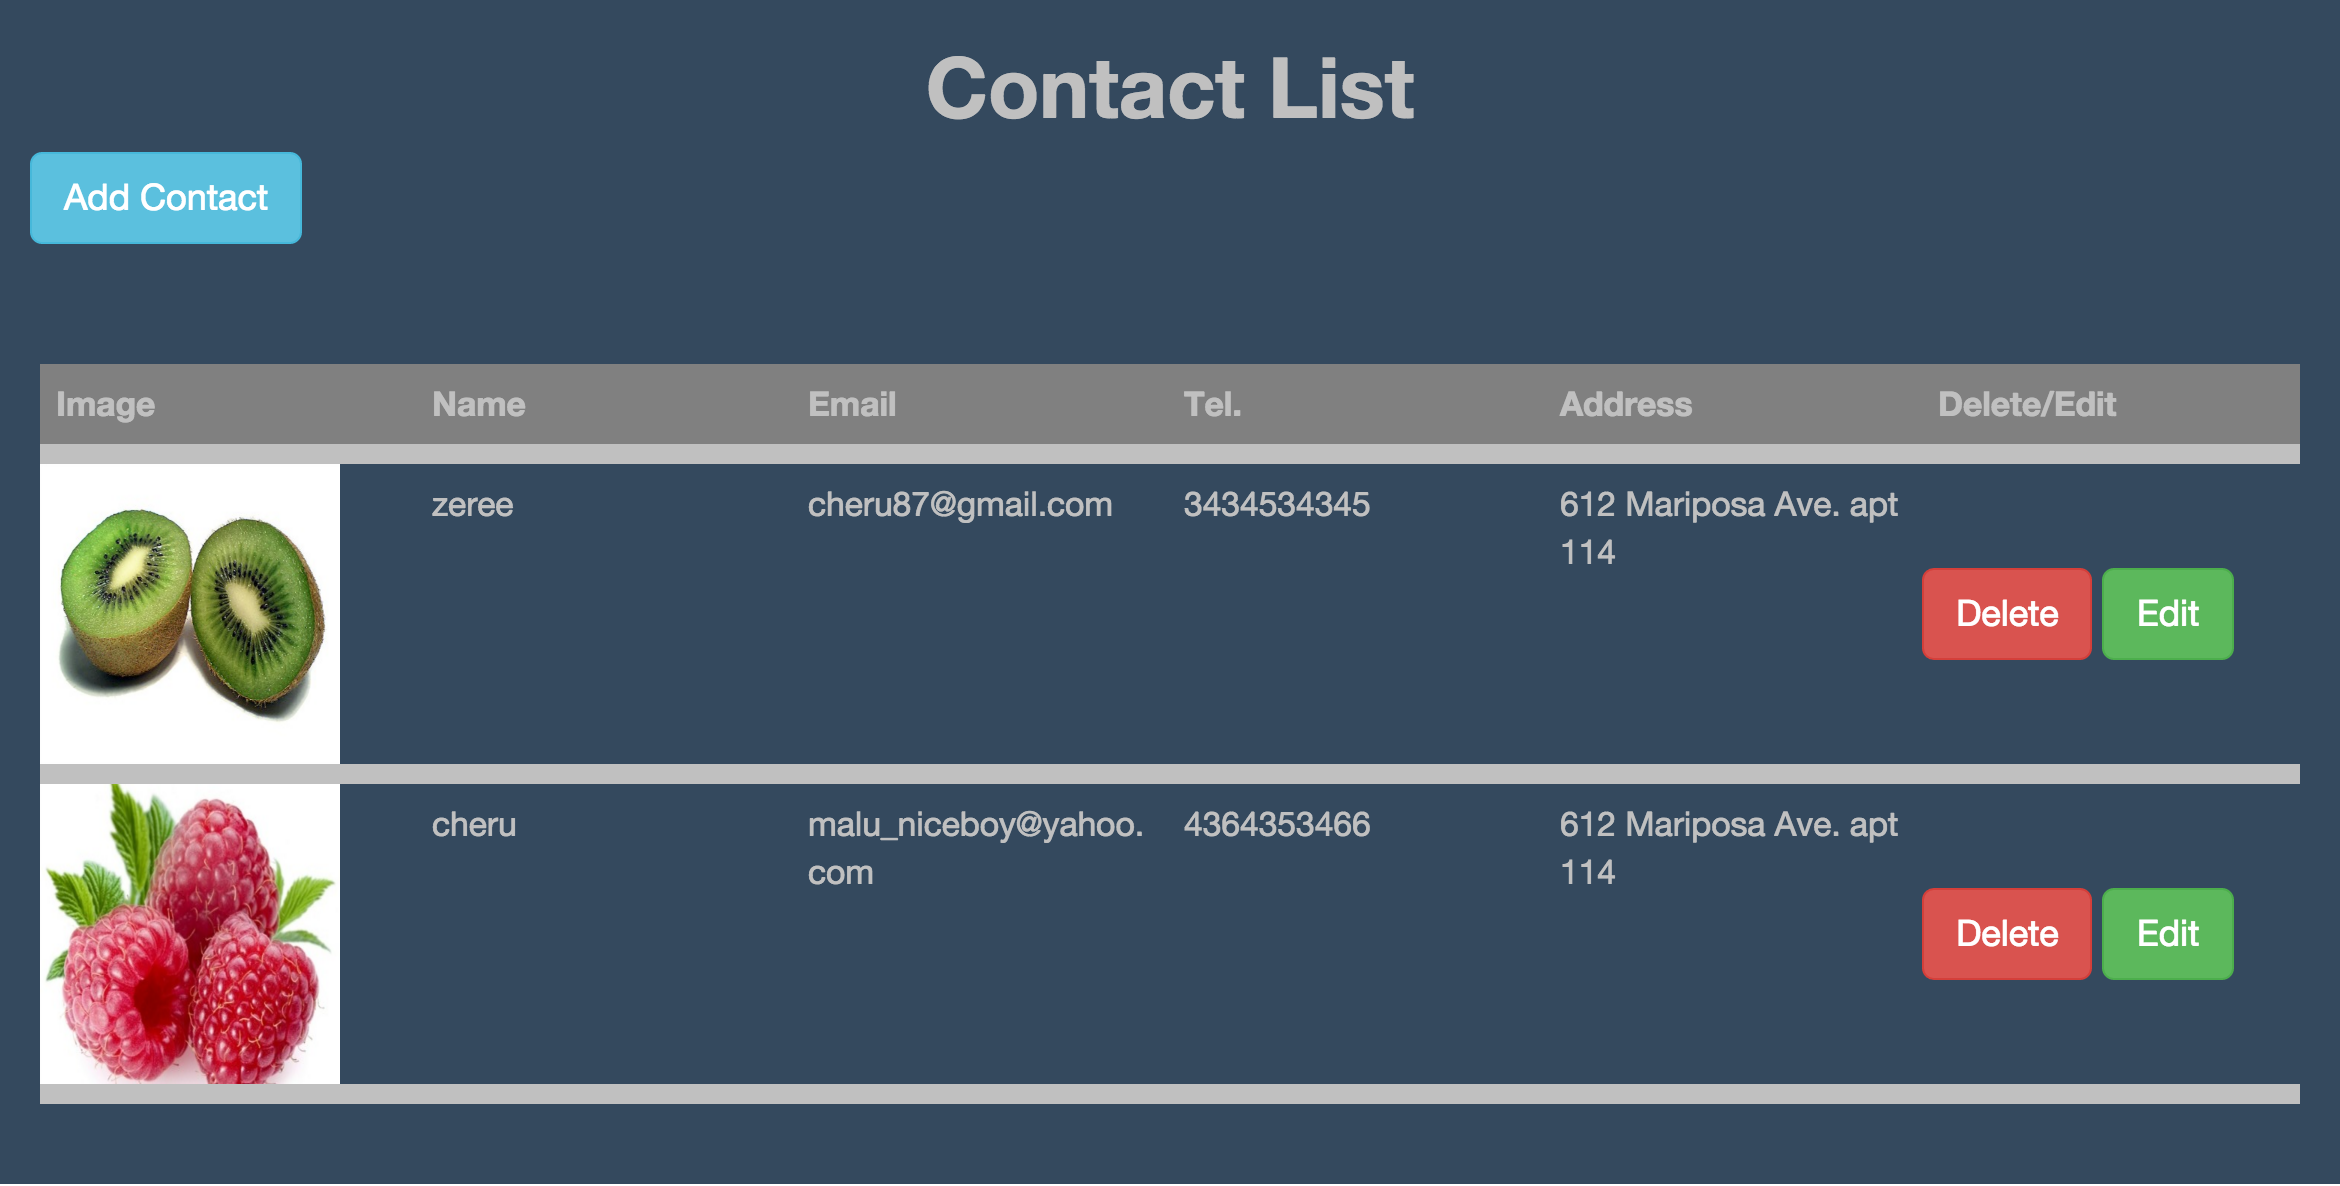 Contact List
Add Contact
Image Name Email Tel. Address Delete/Edit
zeree cheru87@gmail.com 3434534345 612 Mariposa Ave. apt
114
Delete Edit
cheru malu_niceboy@yahoo. 4364353466 612 Mariposa Ave. apt
com 114
Delete Edit